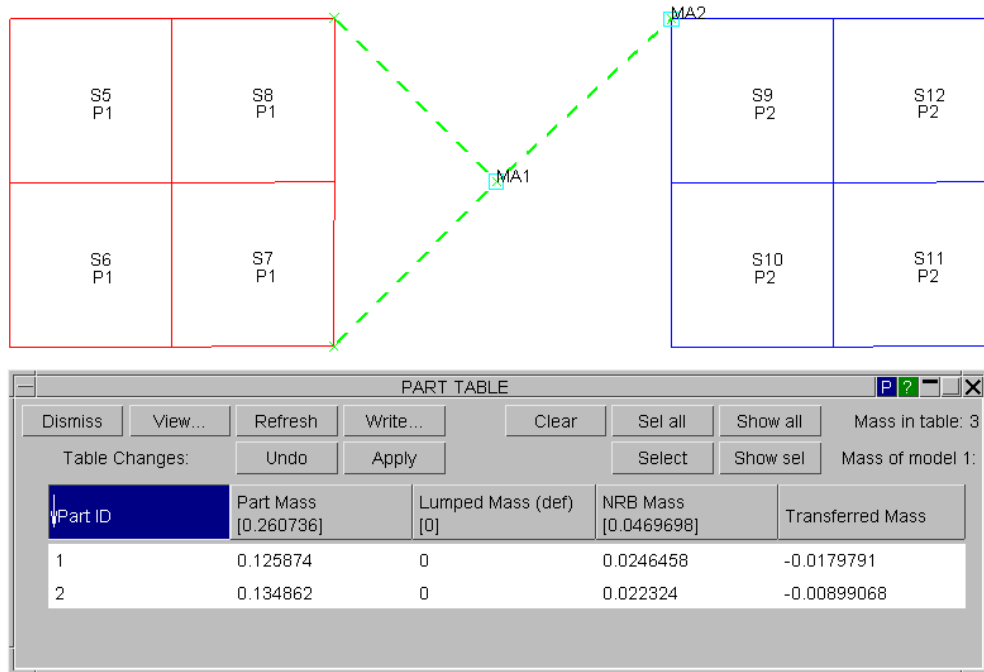 MA2
S5 S8 S9 S12
P1 P1 P2 P2
MA1
S6 S7 S10 S11
P1 P1 P2 P2
PART TABLE P ?
Dismiss View... Refresh Write... Clear Sel all Show all Mass in table: 3
Table Changes: Undo Apply Select Show sel Mass of model 1:
Part ID Part Mass Lumped Mass (def) NRB Mass Transferred Mass
[0.260736] [0] [0.0469698]
1 0.125874 0 0.0246458 -0.0179791
2 0.134862 0 0.022324 -0.00899068